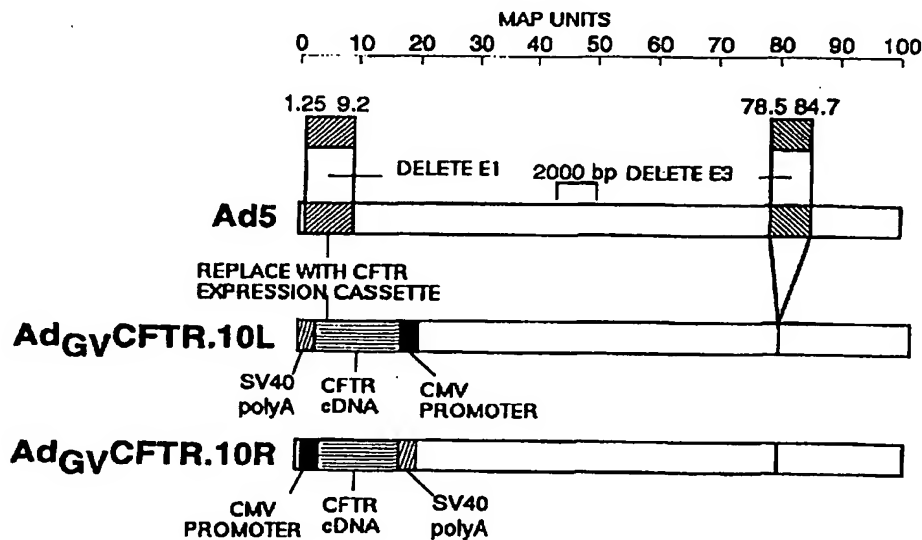 MAP UNITS
0 10 20 30 40 50 60 70 80 90 100
1.25 9.2 78.5 84.7
DELETE E1 2000 bp DELETE E3
Ad5
REPLACE WITH CFTR
EXPRESSION CASSETTE
AdGVCFTR.10L
SV40
polyA
CFTR
cDNA
CMV
PROMOTER
AdGVCFTR.10R
CMV
PROMOTER
CFTR
cDNA
SV40
polyA